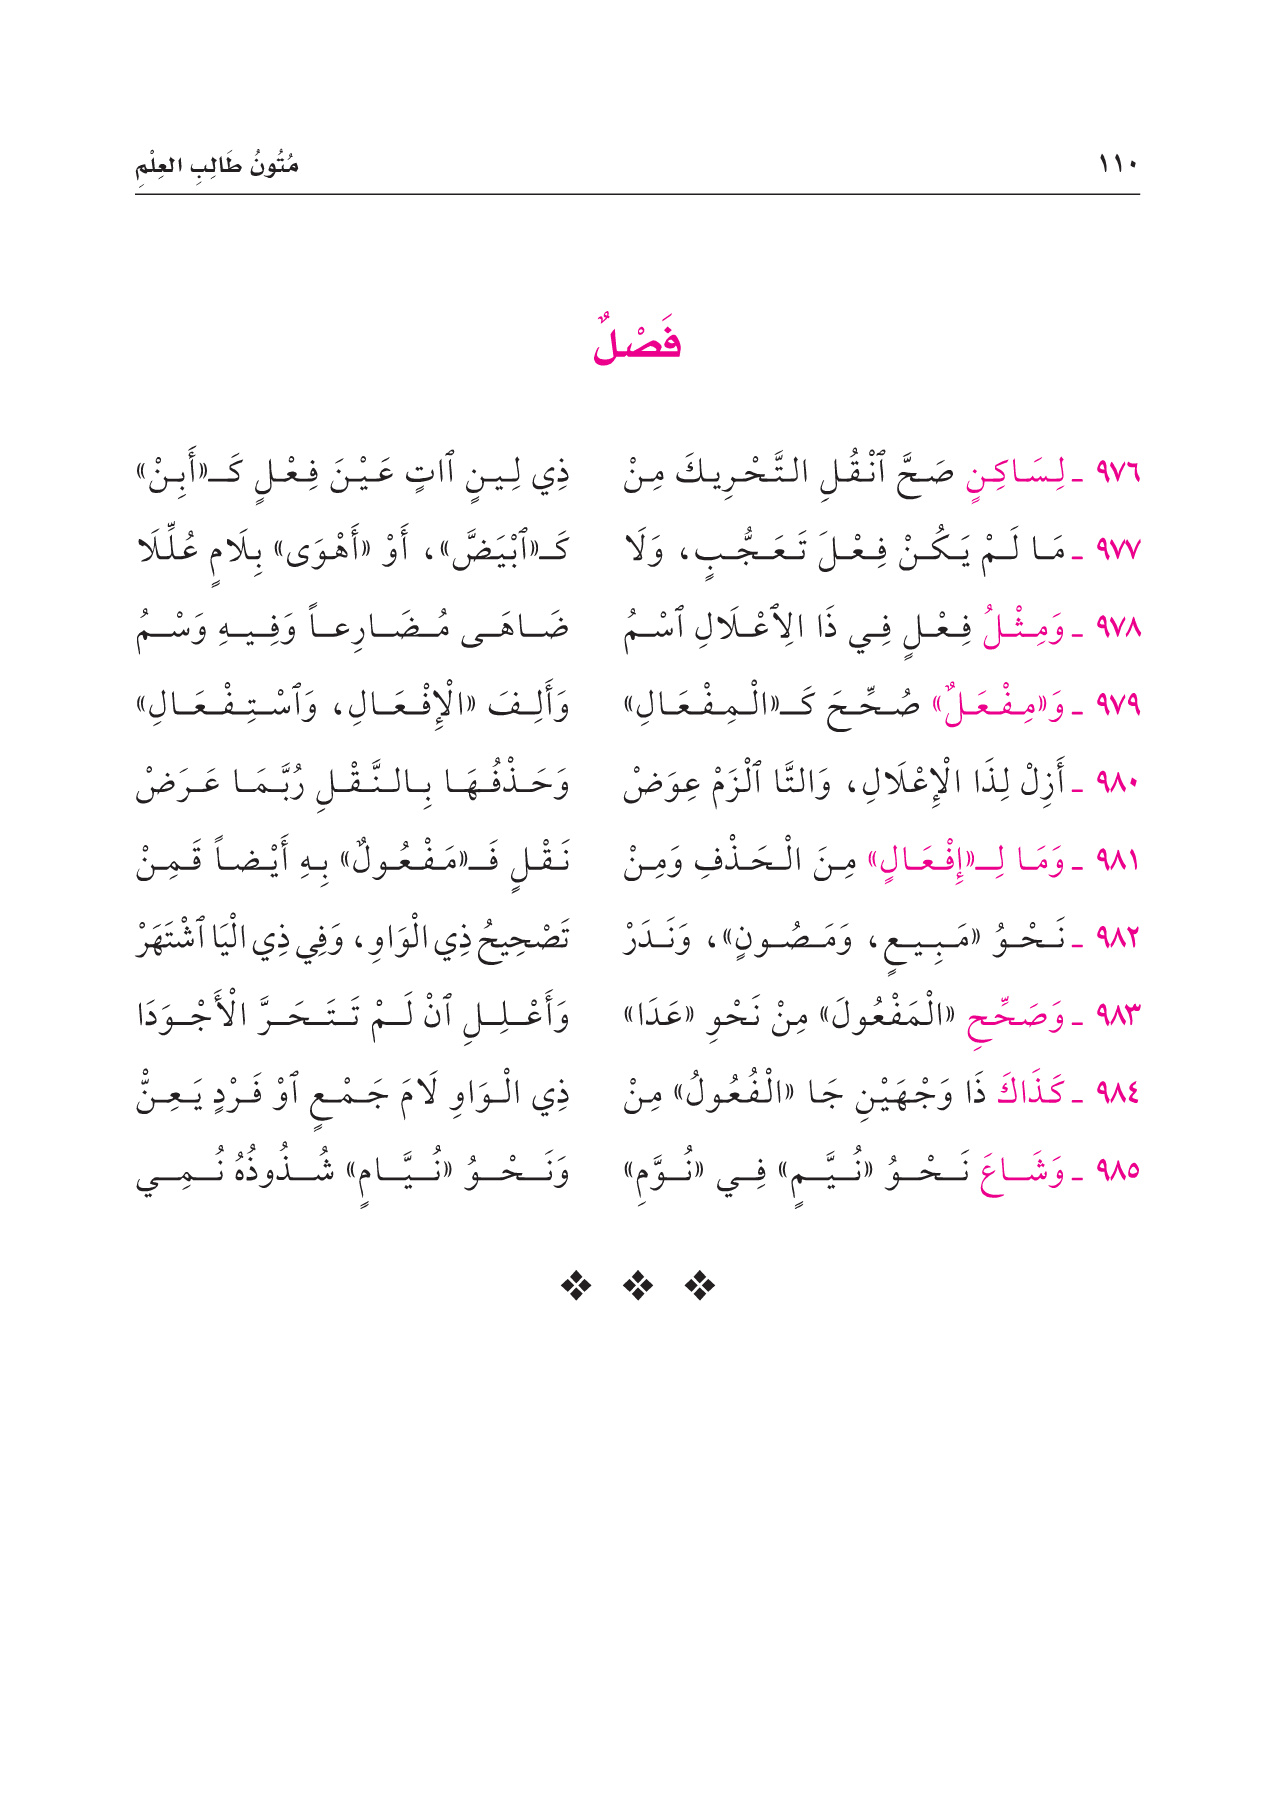 ١١٠ مُتُونُ طَالِبِ العِلْمِ
فَصْلٌ
٩٧٦ ـ لِسَاكِنٍ صَحَّ ٱنْقُلِ التَّحْرِيكَ مِنْ ذِي لِينٍ ٱاتٍ عَيْنَ فِعْلٍ كَـ«أَبِنْ»
٩٧٧ ـ مَا لَمْ يَكُنْ فِعْلَ تَعَجُّبٍ، وَلَا كَـ«ٱبْيَضَّ»، أَوْ «أَهْوَى» بِلَامٍ عُلِّلَا
٩٧٨ ـ وَمِثْلُ فِعْلٍ فِي ذَا الِٱعْلَالِ ٱسْمُ ضَاهَى مُضَارِعاً وَفِيهِ وَسْمُ
٩٧٩ ـ وَ«مِفْعَلٌ» صُحِّحَ كَـ«الْمِفْعَالِ» وَأَلِفَ «الْإِفْعَالِ، وَٱسْتِفْعَالِ»
٩٨٠ ـ أَزِلْ لِذَا الْإِعْلَالِ، وَالتَّا ٱلْزَمْ عِوَضْ وَحَذْفُهَا بِالنَّقْلِ رُبَّمَا عَرَضْ
٩٨١ ـ وَمَا لِـ«إِفْعَالٍ» مِنَ الْحَذْفِ وَمِنْ نَقْلٍ فَـ«مَفْعُولٌ» بِهِ أَيْضاً قَمِنْ
٩٨٢ ـ نَحْوُ «مَبِيعٍ، وَمَصُونٍ»، وَنَدَرْ تَصْحِيحُ ذِي الْوَاوِ، وَفِي ذِي الْيَا ٱشْتَهَرْ
٩٨٣ ـ وَصَحِّحِ «الْمَفْعُولَ» مِنْ نَحْوِ «عَدَا» وَأَعْلِلِ ٱنْ لَمْ تَتَحَرَّ الْأَجْوَدَا
٩٨٤ ـ كَذَاكَ ذَا وَجْهَيْنِ جَا «الْفُعُولُ» مِنْ ذِي الْوَاوِ لَامَ جَمْعٍ ٱوْ فَرْدٍ يَعِنّْ
٩٨٥ ـ وَشَاعَ نَحْوُ «نُيَّمٍ» فِي «نُوَّمِ» وَنَحْوُ «نُيَّامٍ» شُذُوذُهُ نُمِي